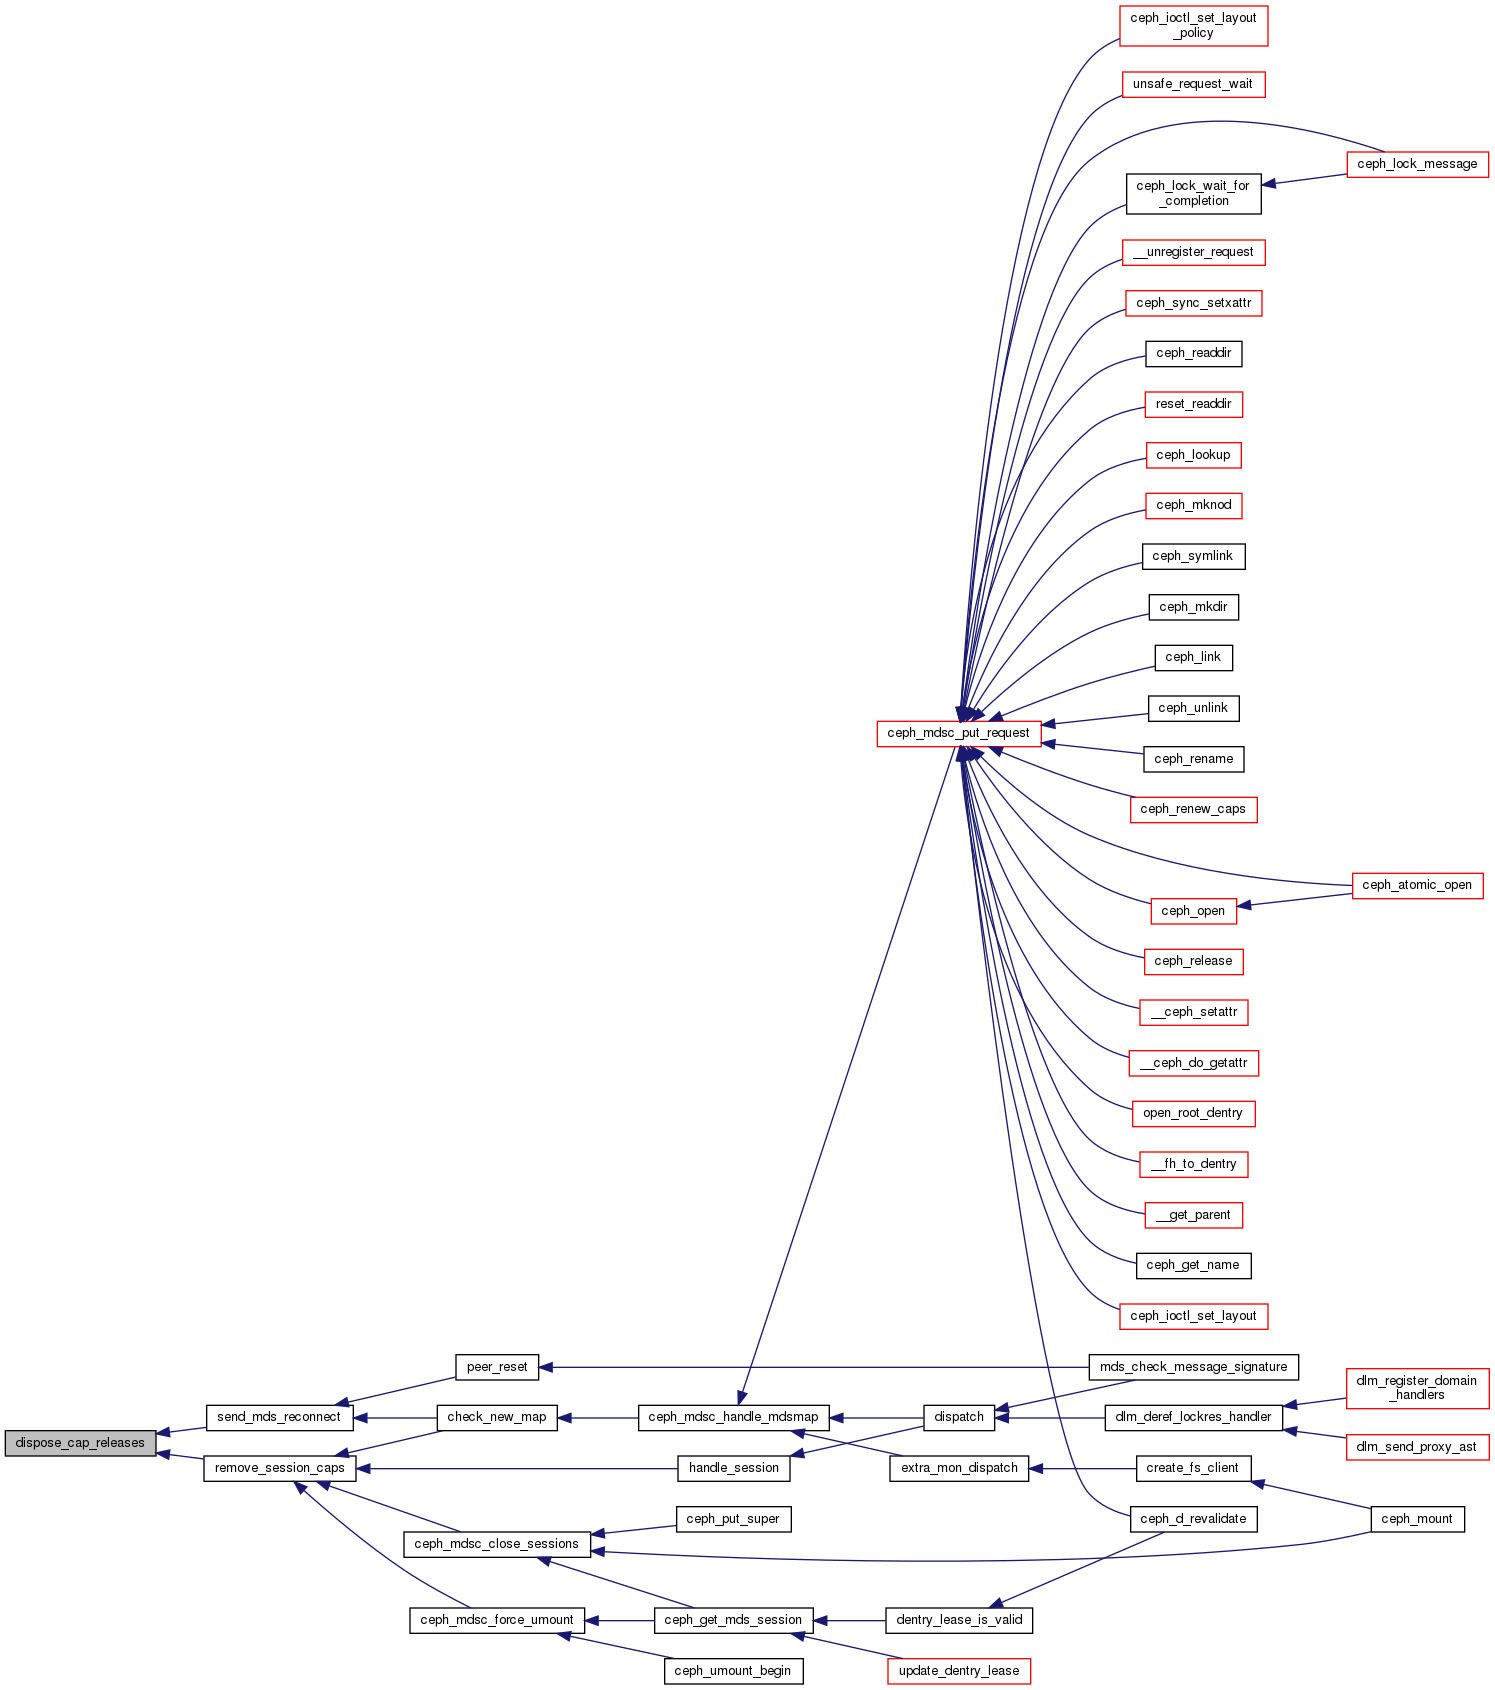 ceph_ioctl_set_layout
_policy
unsafe_request_wait
ceph_lock_message
ceph_lock_wait_for
_completion
__unregister_request
ceph_sync_setxattr
ceph_readdir
reset_readdir
ceph_lookup
ceph_mknod
ceph_symlink
ceph_mkdir
ceph_link
ceph_unlink
ceph_mdsc_put_request
ceph_rename
ceph_renew_caps
ceph_atomic_open
ceph_open
ceph_release
__ceph_setattr
__ceph_do_getattr
open_root_dentry
__fh_to_dentry
__get_parent
ceph_get_name
ceph_ioctl_set_layout
peer_reset
mds_check_message_signature
dlm_register_domain
_handlers
send_mds_reconnect
check_new_map
ceph_mdsc_handle_mdsmap
dispatch
dlm_deref_lockres_handler
dispose_cap_releases
dlm_send_proxy_ast
remove_session_caps
handle_session
extra_mon_dispatch
create_fs_client
ceph_put_super
ceph_d_revalidate
ceph_mount
ceph_mdsc_close_sessions
ceph_mdsc_force_umount
ceph_get_mds_session
dentry_lease_is_valid
ceph_umount_begin
update_dentry_lease